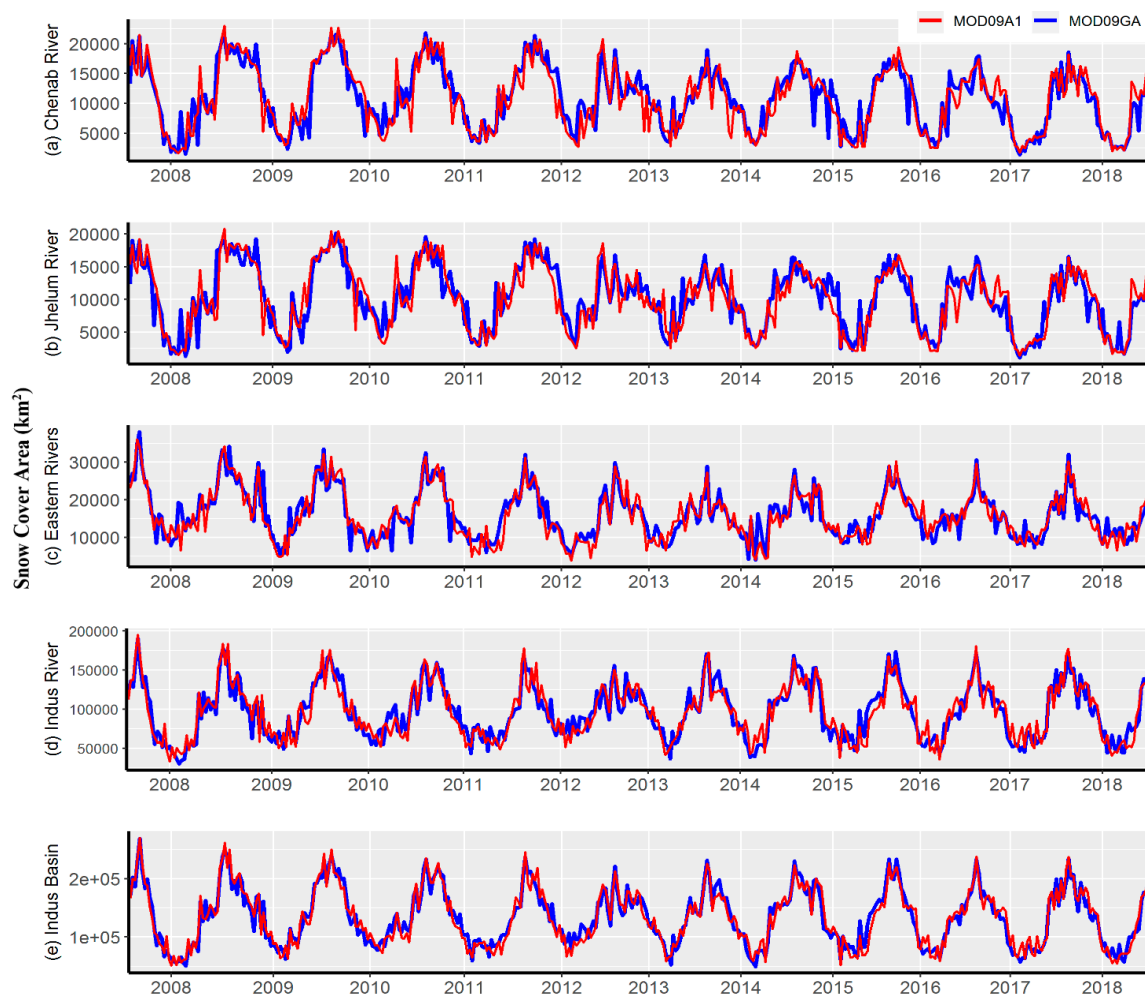 MOD09A1 MOD09GA
Snow Cover Area (km²)
(a) Chenab River
20000
15000
10000
5000
2008 2009 2010 2011 2012 2013 2014 2015 2016 2017 2018
(b) Jhelum River
20000
15000
10000
5000
2008 2009 2010 2011 2012 2013 2014 2015 2016 2017 2018
(c) Eastern Rivers
30000
20000
10000
2008 2009 2010 2011 2012 2013 2014 2015 2016 2017 2018
(d) Indus River
200000
150000
100000
50000
2008 2009 2010 2011 2012 2013 2014 2015 2016 2017 2018
(e) Indus Basin
2e+05
1e+05
2008 2009 2010 2011 2012 2013 2014 2015 2016 2017 2018